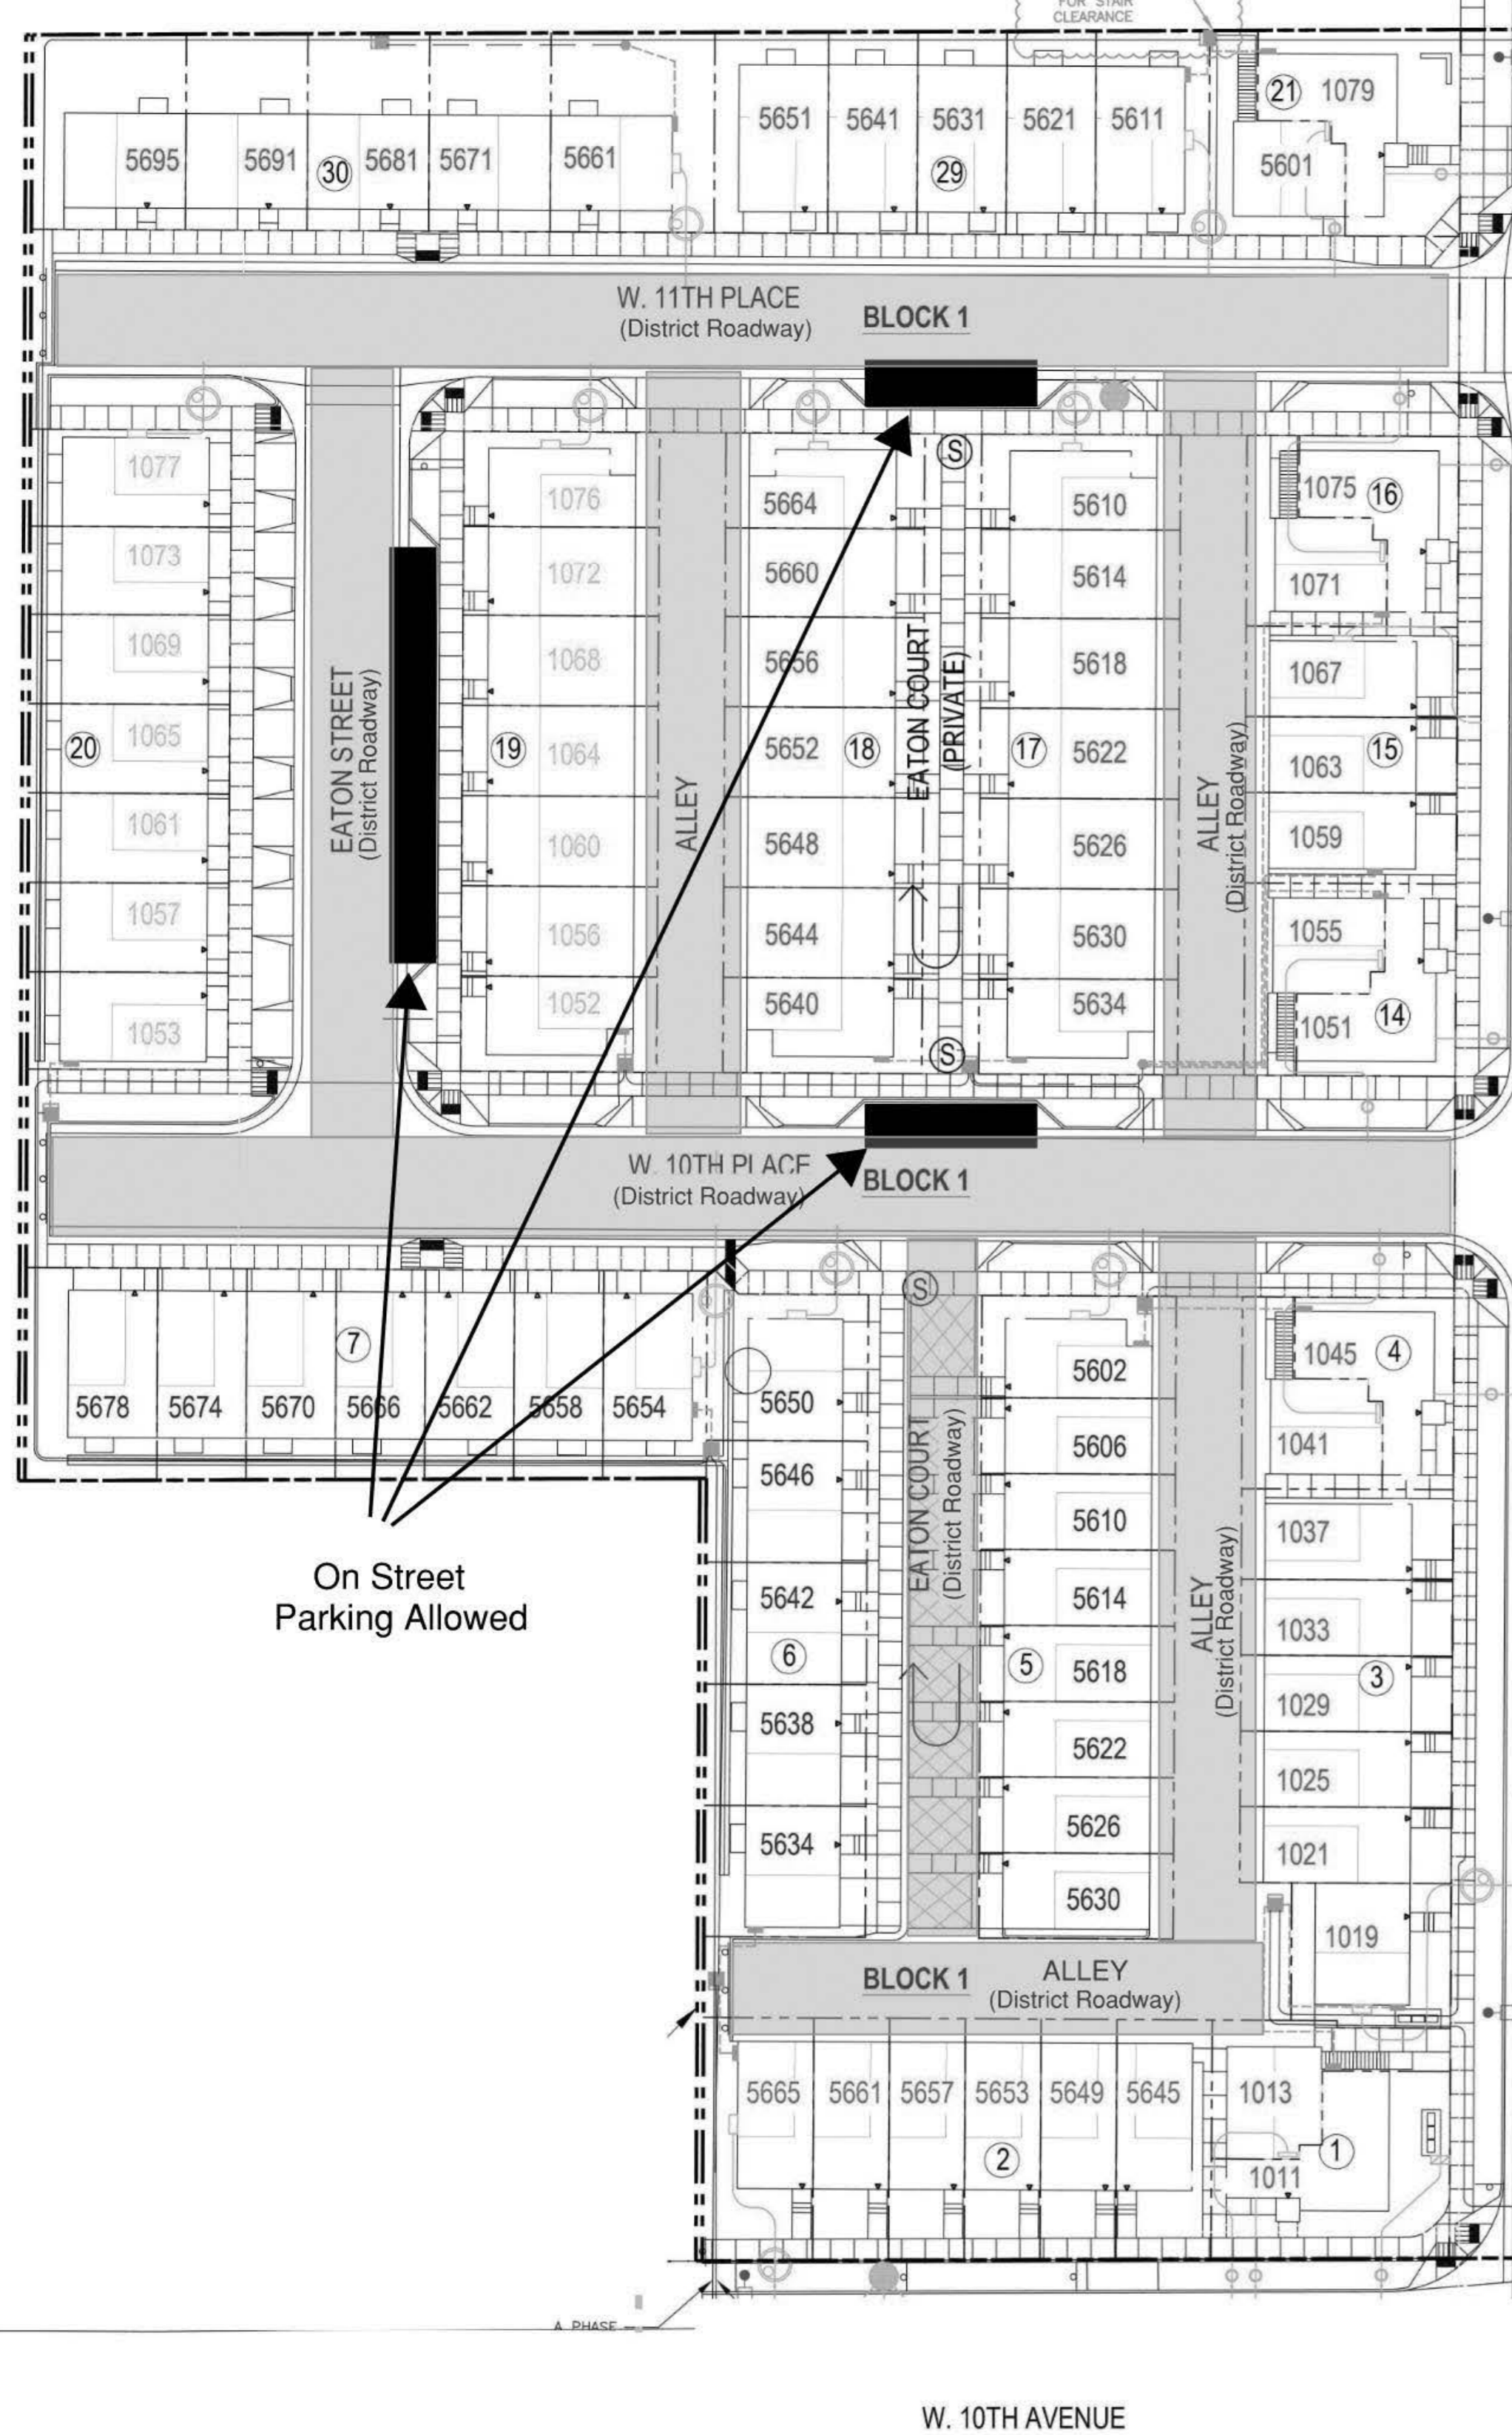 FOR STAIR
CLEARANCE
5695 5691 30 5681 5671 5661
5651 5641 5631 5621 5611
29
21 1079
5601
W. 11TH PLACE
(District Roadway)
BLOCK 1
1077
1073
1069
20 1065
1061
1057
1053
EATON STREET
(District Roadway)
1076
1072
1068
19 1064
1060
1056
1052
ALLEY
5664
5660
5656
5652 18
5648
5644
5640
S
EATON COURT
(PRIVATE)
S
5610
5614
5618
17 5622
5626
5630
5634
ALLEY
(District Roadway)
1075 16
1071
1067
1063 15
1059
1055
1051 14
W. 10TH PLACE
(District Roadway)
BLOCK 1
7
5678 5674 5670 5666 5662 5658 5654
On Street
Parking Allowed
5650
5646
5642
6
5638
5634
S
EATON COURT
(District Roadway)
5602
5606
5610
5614
5 5618
5622
5626
5630
ALLEY
(District Roadway)
1045 4
1041
1037
1033
3
1029
1025
1021
1019
BLOCK 1
ALLEY
(District Roadway)
5665 5661 5657 5653 5649 5645
2
1013
1
1011
A PHASE
W. 10TH AVENUE